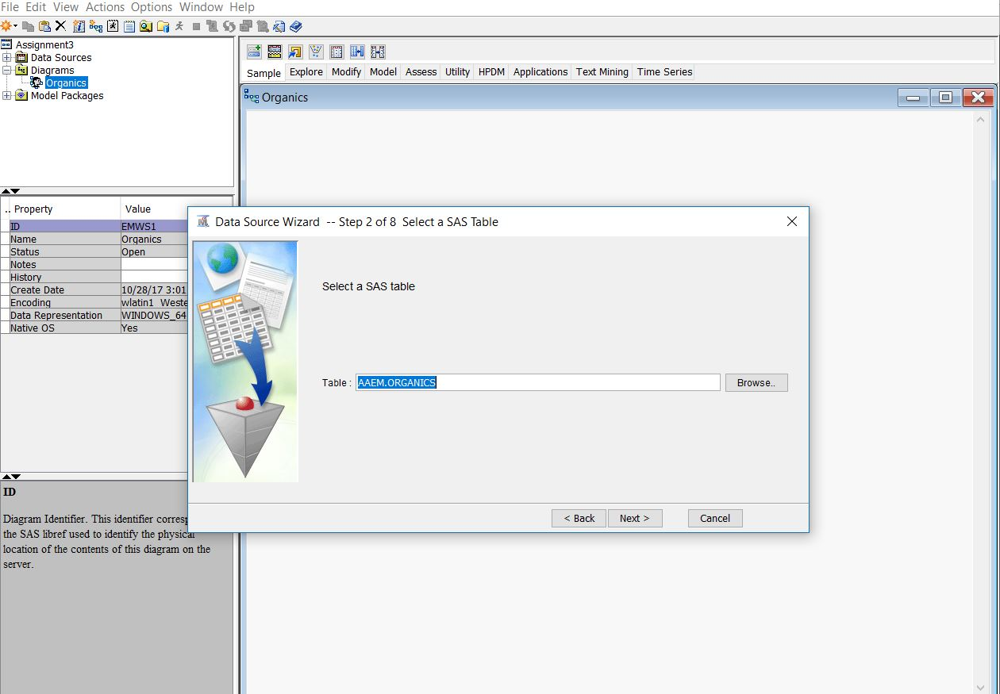 File Edit View Actions Options Window Help
Assignment3
Data Sources
Diagrams
Organics
Model Packages
Sample Explore Modify Model Assess Utility HPDM Applications Text Mining Time Series
Organics
.. Property Value
ID EMWS1
Name Organics
Status Open
Notes
History
Create Date 10/28/17 3:01
Encoding wlatin1 Weste
Data Representation WINDOWS_64
Native OS Yes
Data Source Wizard -- Step 2 of 8 Select a SAS Table
Select a SAS table
Table : AAEM.ORGANICS Browse..
< Back Next > Cancel
ID
Diagram Identifier. This identifier corresp
the SAS libref used to identify the physical
location of the contents of this diagram on the
server.